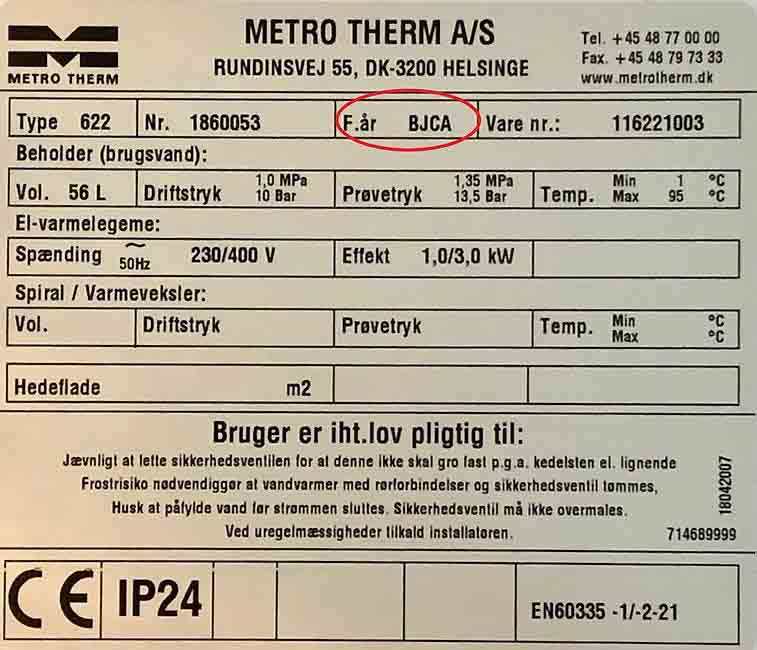 METRO THERM
METRO THERM A/S
RUNDINSVEJ 55, DK-3200 HELSINGE
Tel. +45 48 77 00 00
Fax. +45 48 79 73 33
www.metrotherm.dk
Type 622 Nr. 1860053 F.år BJCA Vare nr.: 116221003
Beholder (brugsvand):
Vol. 56 L Driftstryk 1,0 MPa 10 Bar Prøvetryk 1,35 MPa 13,5 Bar Temp. Min 1 °C Max 95 °C
El-varmelegeme:
Spænding ~ 50Hz 230/400 V Effekt 1,0/3,0 kW
Spiral / Varmeveksler:
Vol. Driftstryk Prøvetryk Temp. Min °C Max °C
Hedeflade m2
Bruger er iht.lov pligtig til:
Jævnligt at lette sikkerhedsventilen for at denne ikke skal gro fast p.g.a. kedelsten el. lignende
Frostrisiko nødvendiggør at vandvarmer med rørforbindelser og sikkerhedsventil tømmes,
Husk at påfylde vand før strømmen sluttes. Sikkerhedsventil må ikke overmales.
Ved uregelmæssigheder tilkald installatøren.
18042007
714689999
CE IP24 EN60335 -1/-2-21